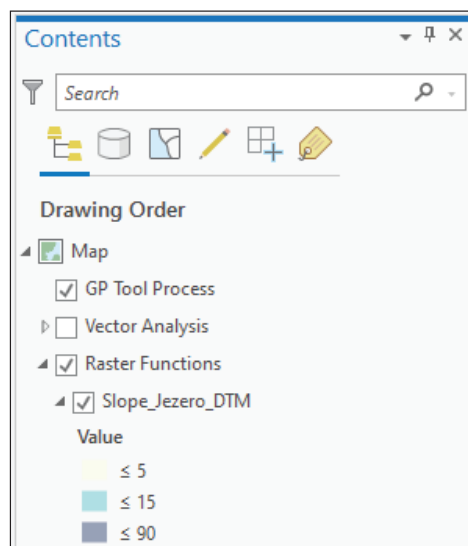 Contents
Search
Drawing Order
Map
GP Tool Process
Vector Analysis
Raster Functions
Slope_Jezero_DTM
Value
≤ 5
≤ 15
≤ 90